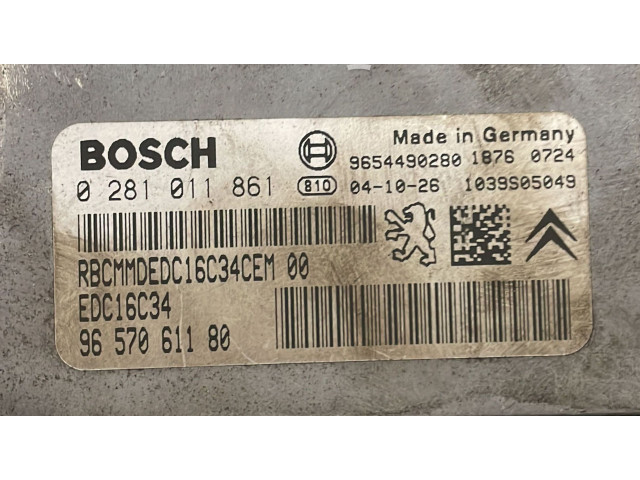 BOSCH
Made in Germany
9654490280 1876 0724
0 281 011 861 810 04-10-26 1039S05049
RBCMMDEDC16C34CEM 00
EDC16C34
96 570 611 80